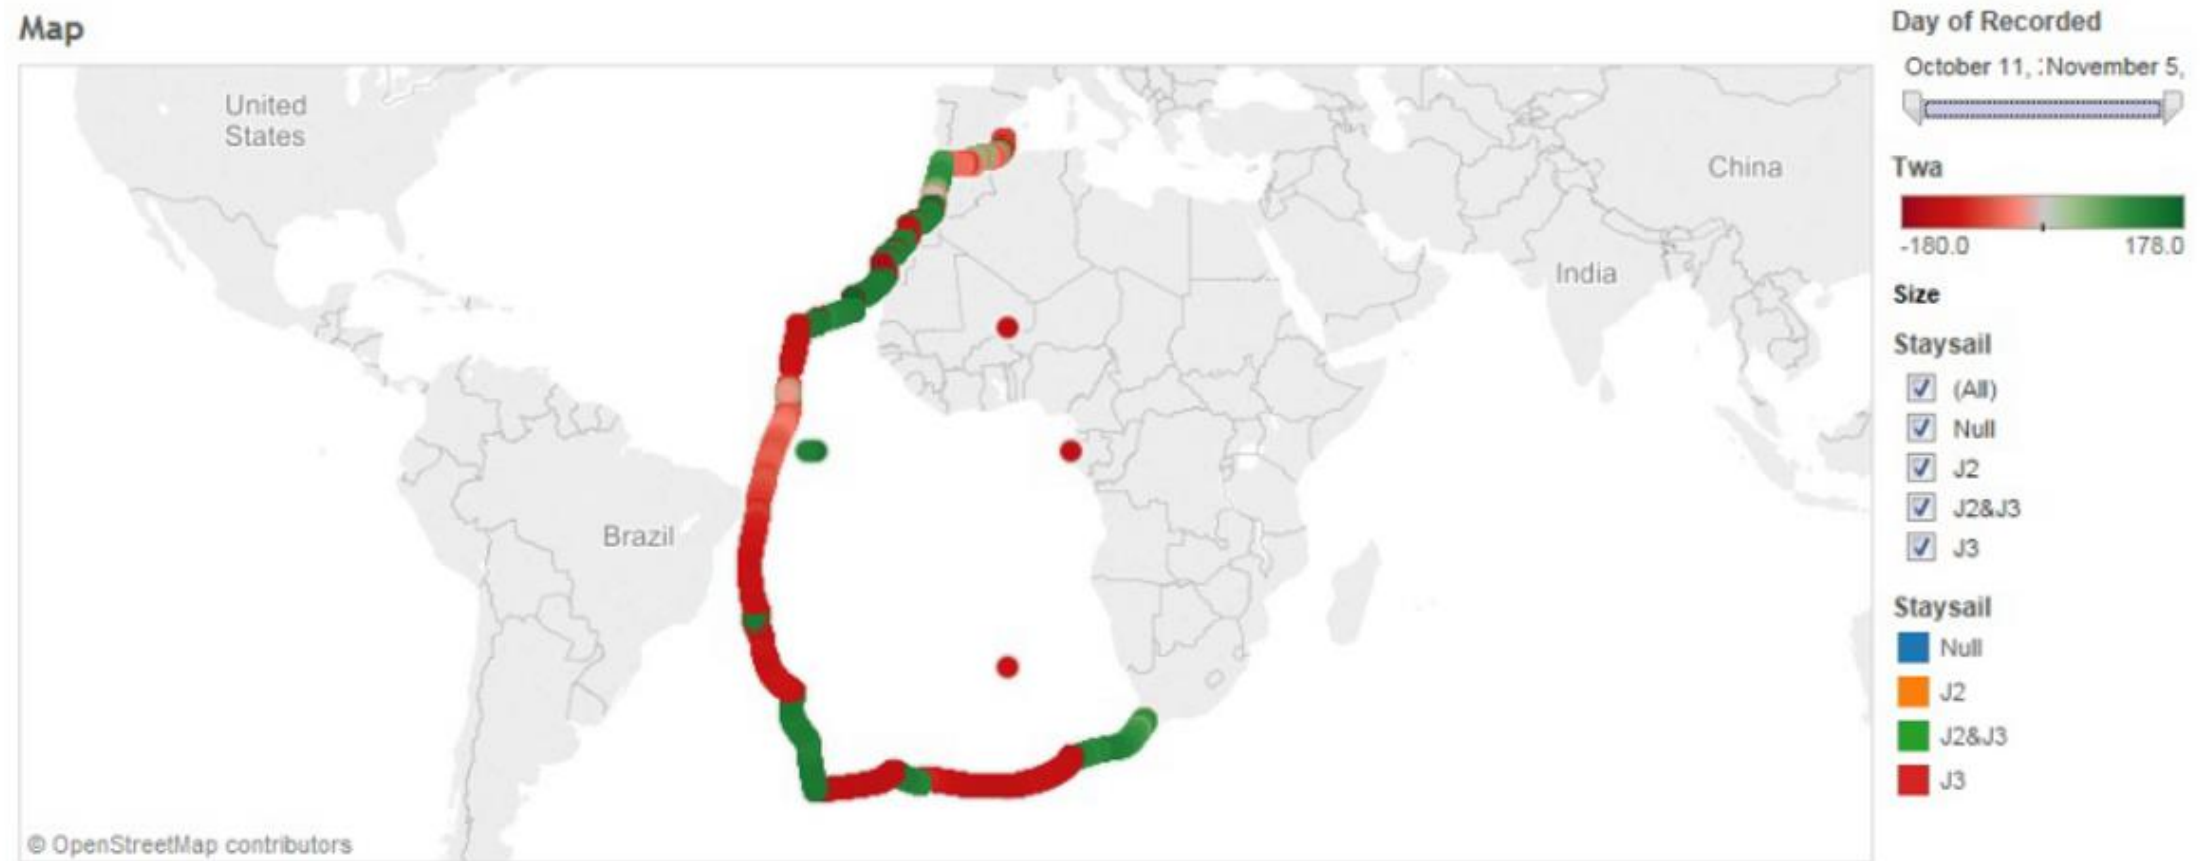 Map
United
States
China
India
Brazil
© OpenStreetMap contributors
Day of Recorded
October 11, :November 5,
Twa
-180.0 178.0
Size
Staysail
(All)
Null
J2
J2&J3
J3
Staysail
Null
J2
J2&J3
J3